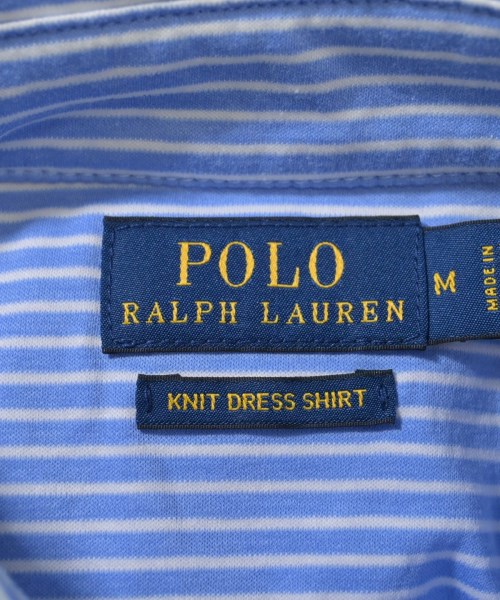 POLO
RALPH LAUREN
M
MADE IN
KNIT DRESS SHIRT